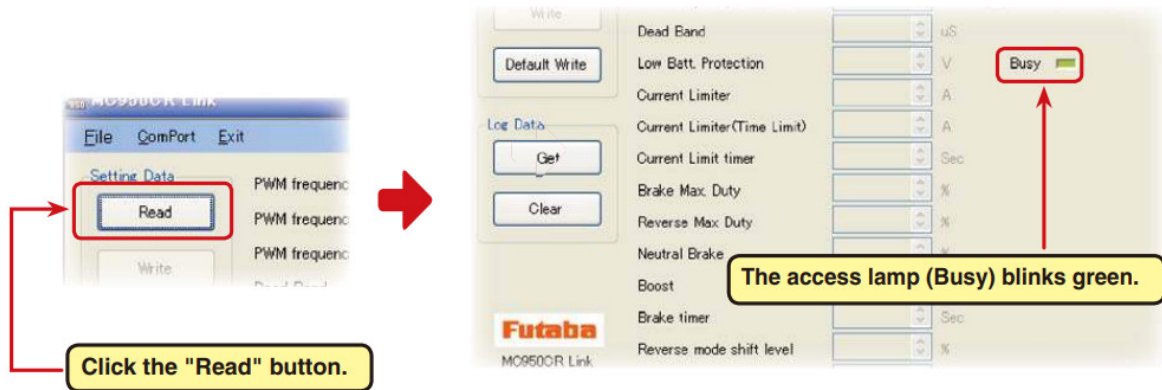 MC950CR Link
File ComPort Exit
Setting Data
Read
Write
PWM frequenc
PWM frequenc
PWM frequenc
Dead Band
Click the "Read" button.
Write
Default Write
Log Data
Get
Clear
Futaba
MC950CR Link
Dead Band uS
Low Batt. Protection V
Current Limiter A
Current Limiter(Time Limit) A
Current Limit timer Sec
Brake Max. Duty %
Reverse Max Duty %
Neutral Brake %
Boost
Brake timer Sec
Reverse mode shift level %
Busy
The access lamp (Busy) blinks green.